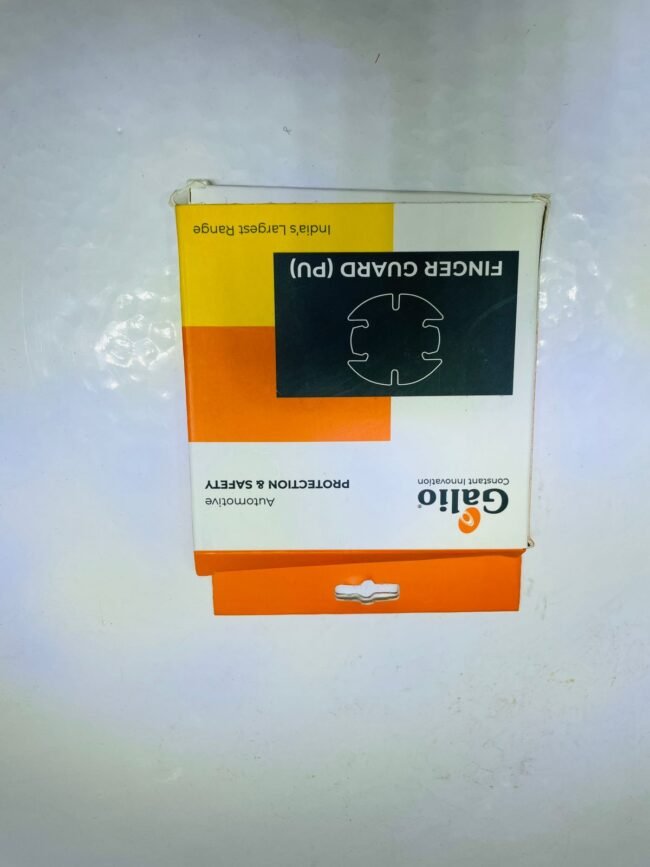 Galio®
Constant Innovation
Automotive
PROTECTION & SAFETY
FINGER GUARD (PU)
India's Largest Range